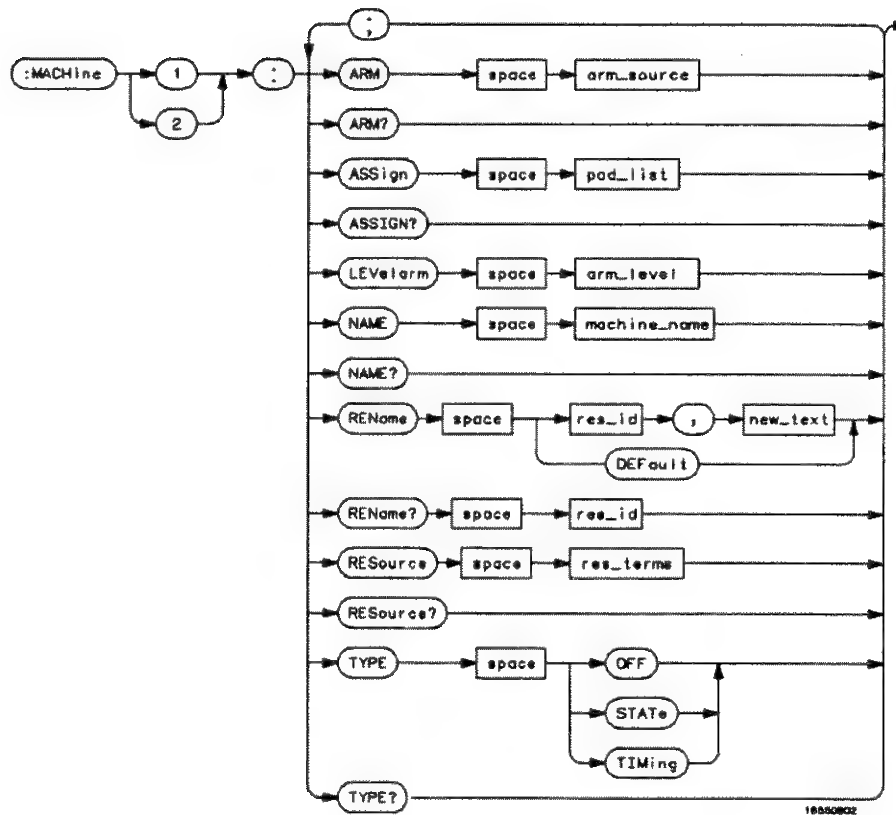 ;
:MACHine 1 : ARM space arm_source
2 ARM?
ASSign space pod_list
ASSIGN?
LEVelarm space arm_level
NAME space machine_name
NAME?
REName space res_id , new_text
DEFault
REName? space res_id
RESource space res_terms
RESource?
TYPE space OFF
STATe
TIMing
TYPE?
16550B02